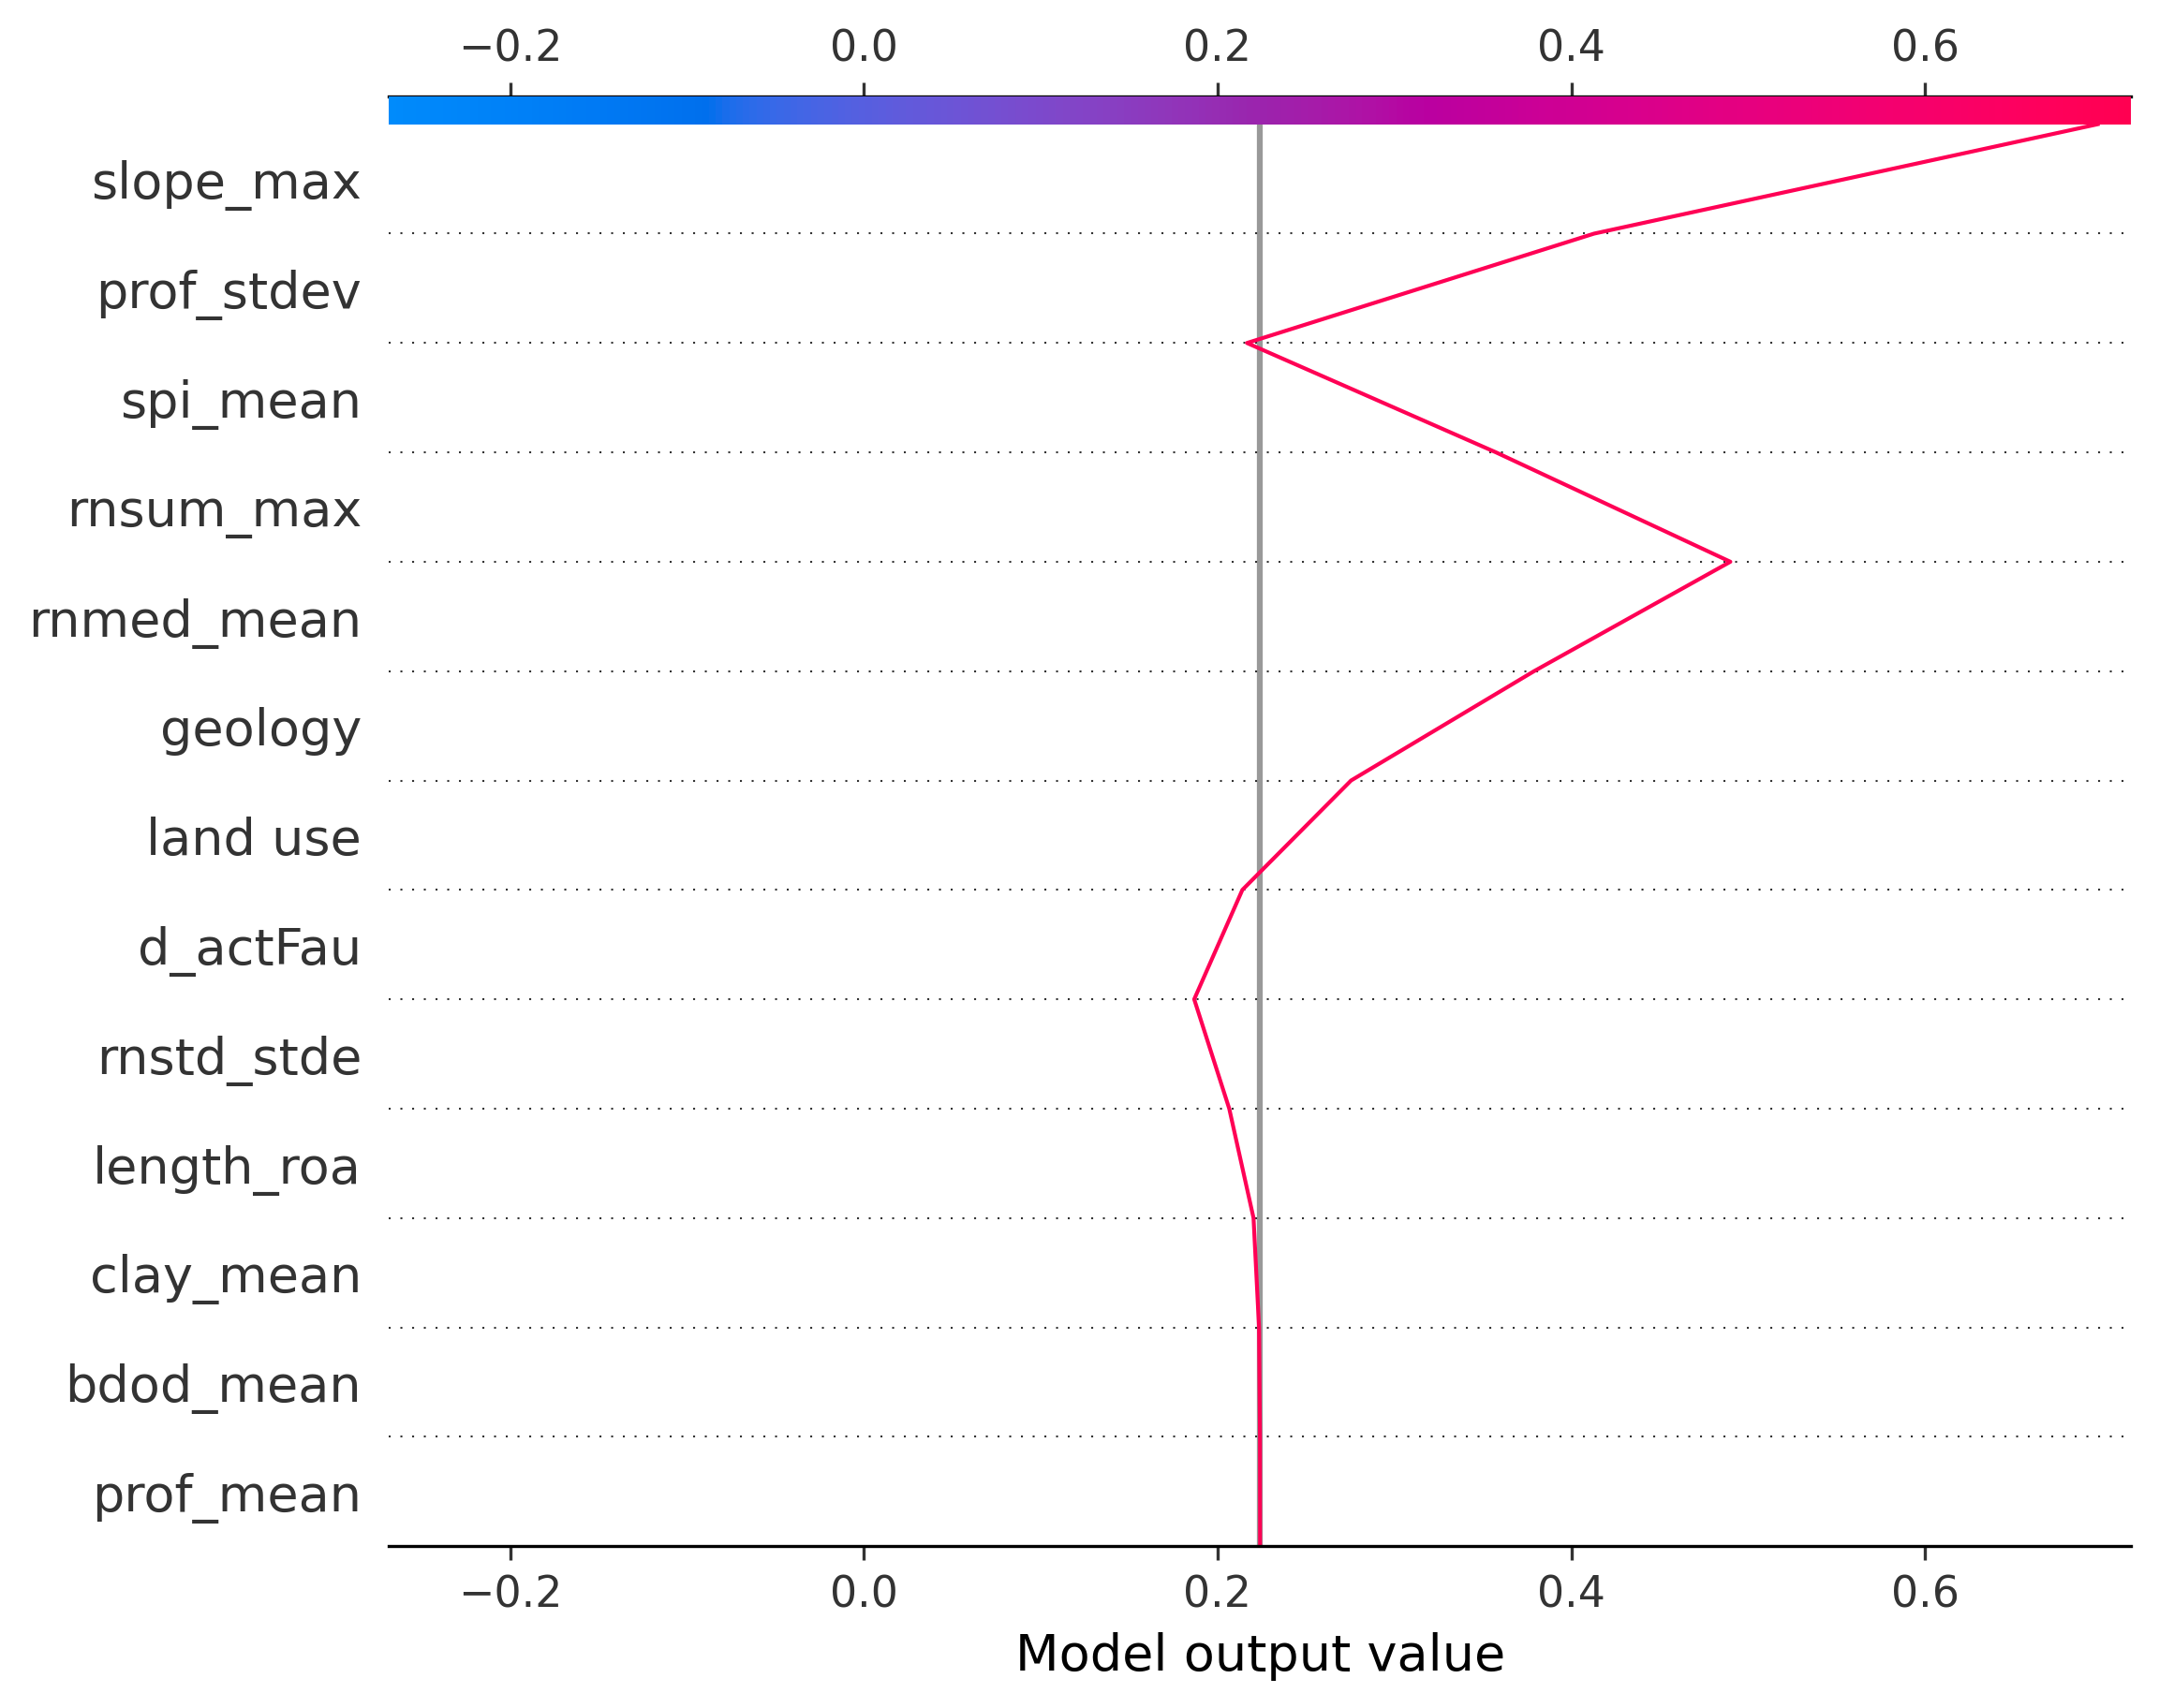 −0.2 0.0 0.2 0.4 0.6
slope_max
prof_stdev
spi_mean
rnsum_max
rnmed_mean
geology
land use
d_actFau
rnstd_stde
length_roa
clay_mean
bdod_mean
prof_mean
−0.2 0.0 0.2 0.4 0.6
Model output value